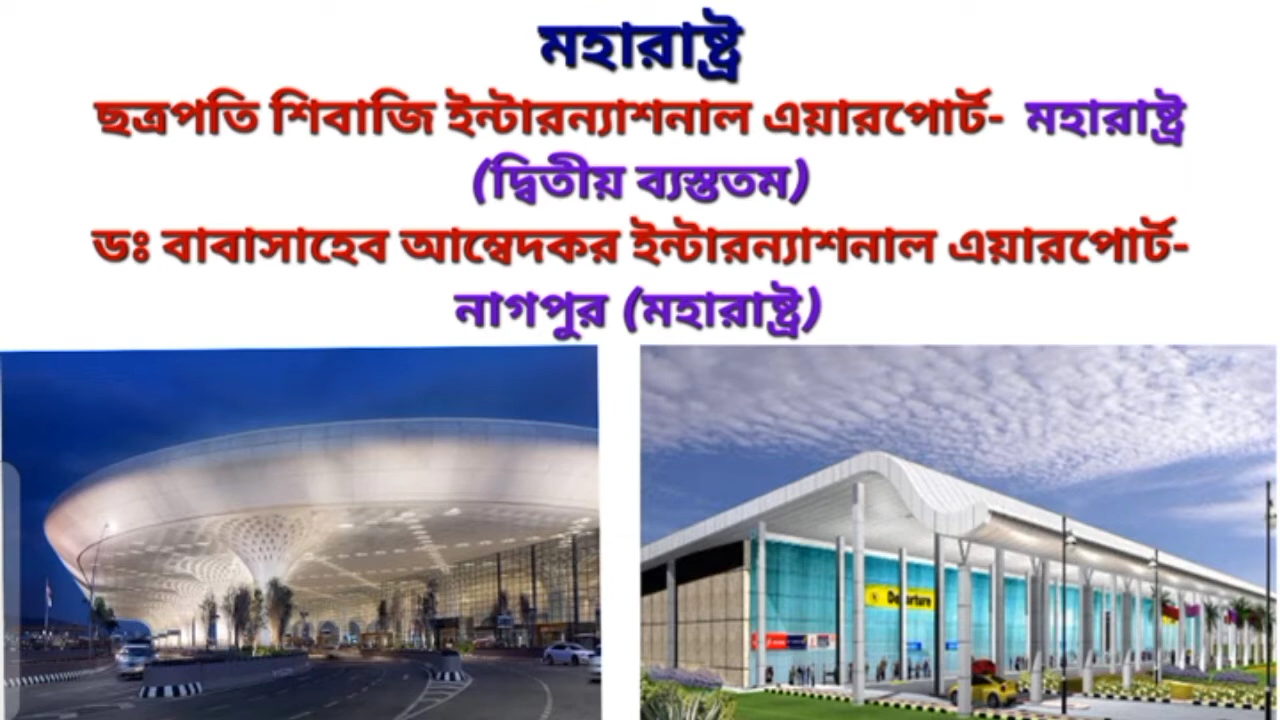 মহারাষ্ট্র
ছত্রপতি শিবাজি ইন্টারন্যাশনাল এয়ারপোর্ট- মহারাষ্ট্র
(দ্বিতীয় ব্যস্ততম)
ডঃ বাবাসাহেব আম্বেদকর ইন্টারন্যাশনাল এয়ারপোর্ট-
নাগপুর (মহারাষ্ট্র)
Departure